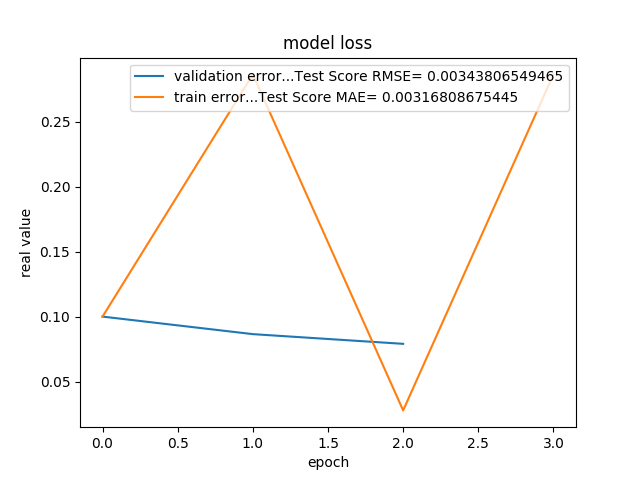 model loss
validation error...Test Score RMSE= 0.00343806549465
train error...Test Score MAE= 0.00316808675445
real value
0.25
0.20
0.15
0.10
0.05
0.0 0.5 1.0 1.5 2.0 2.5 3.0
epoch